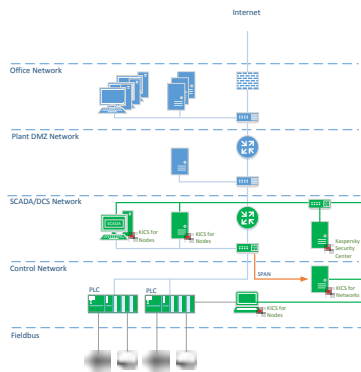 Internet
Office Network
Plant DMZ Network
SCADA/DCS Network
SCADA
KICS for
Nodes
KICS for
Nodes
Kaspersky
Security
Center
Control Network
SPAN
PLC
PLC
KICS for
Nodes
KICS for
Networks
Fieldbus